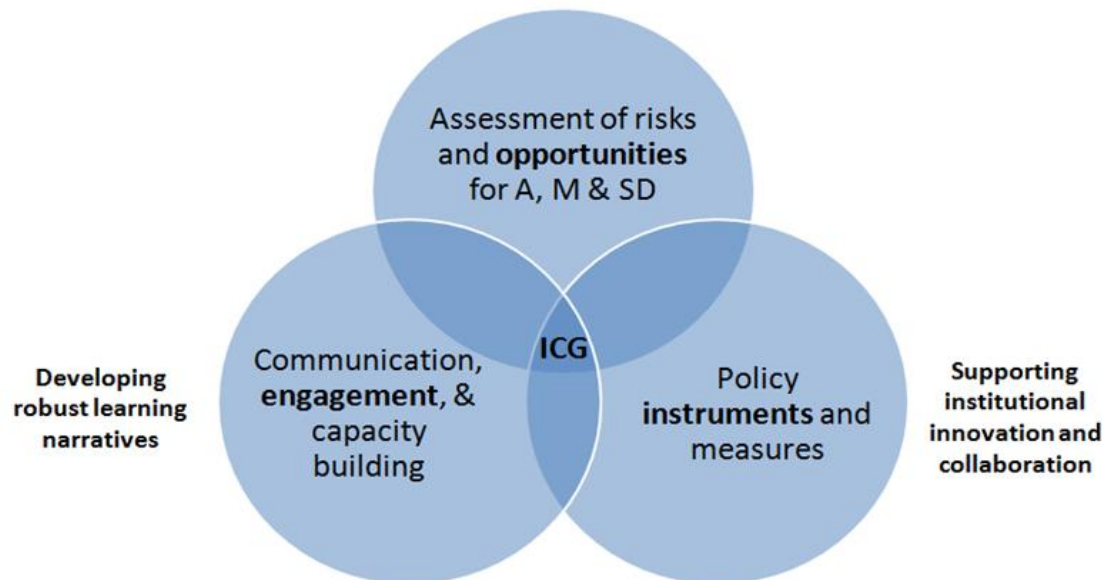 Assessment of risks
and opportunities
for A, M & SD
ICG
Communication,
engagement, &
capacity
building
Policy
instruments and
measures
Developing
robust learning
narratives
Supporting
institutional
innovation and
collaboration